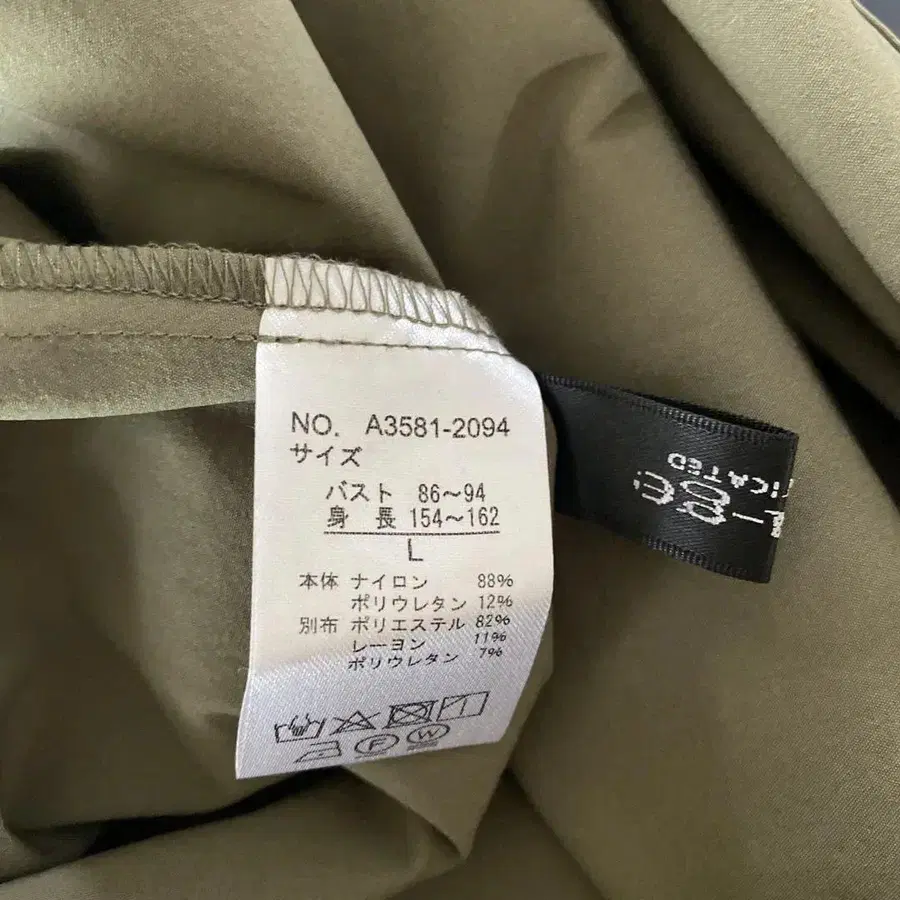 NO. A3581-2094
サイズ
バスト 86～94
身 長 154～162
L
本体 ナイロン 88%
ポリウレタン 12%
別布 ポリエステル 82%
レーヨン 11%
ポリウレタン 7%
F W